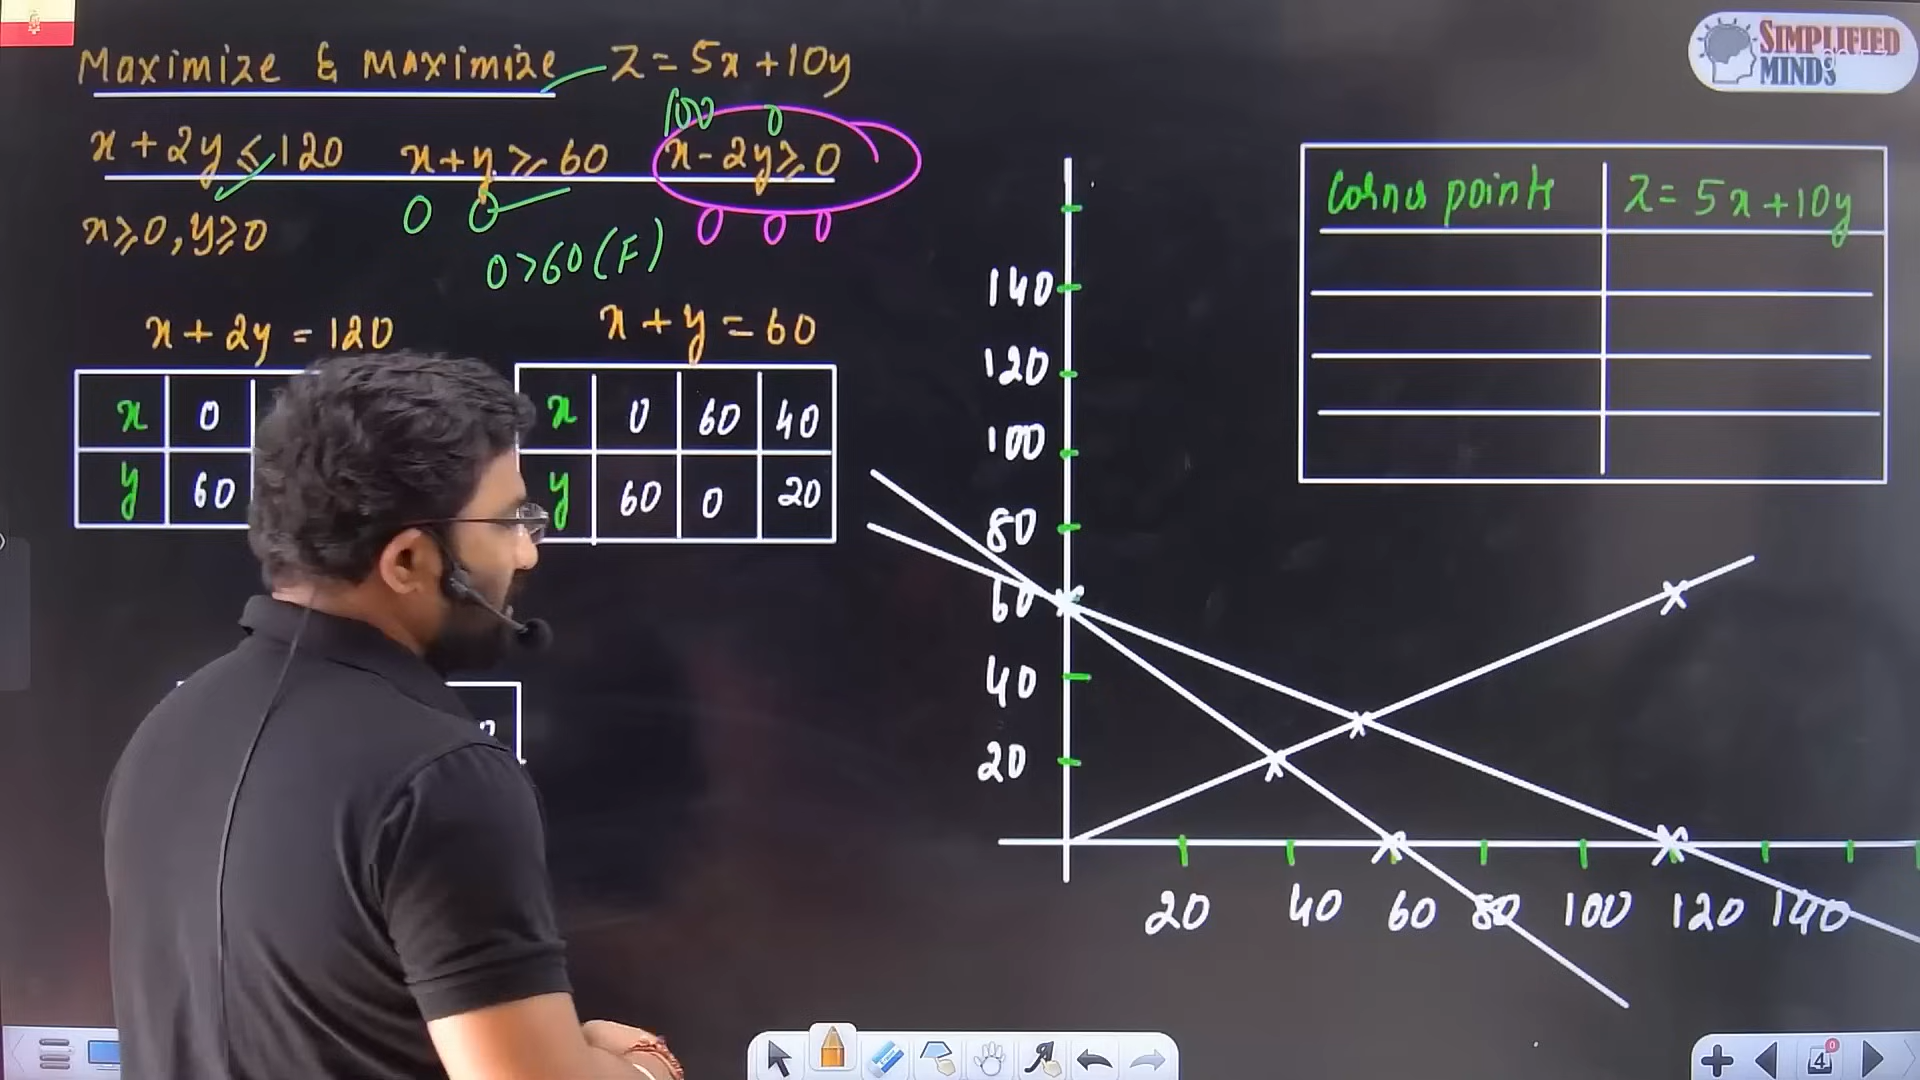 Maximize & maximize Z = 5x + 10y
100 0
x + 2y ≤ 120 x + y ≥ 60 x - 2y ≥ 0
0 0 0 0 0
x ≥ 0, y ≥ 0
0 > 60 (F)
x + 2y = 120
x 0
y 60
x + y = 60
x 0 60 40
y 60 0 20
SIMPLIFIED
MINDS
Corner points Z = 5x + 10y
140
120
100
80
60
40
20
20 40 60 80 100 120 140
4
0